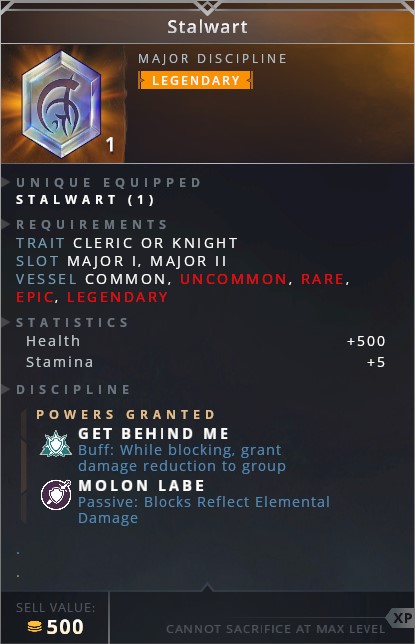 Stalwart
MAJOR DISCIPLINE
LEGENDARY
1
UNIQUE EQUIPPED
STALWART (1)
REQUIREMENTS
TRAIT CLERIC OR KNIGHT
SLOT MAJOR I, MAJOR II
VESSEL COMMON, UNCOMMON, RARE,
EPIC, LEGENDARY
STATISTICS
Health +500
Stamina +5
DISCIPLINE
POWERS GRANTED
GET BEHIND ME
Buff: While blocking, grant
damage reduction to group
MOLON LABE
Passive: Blocks Reflect Elemental
Damage
.
.
SELL VALUE:
500
CANNOT SACRIFICE AT MAX LEVEL
XP